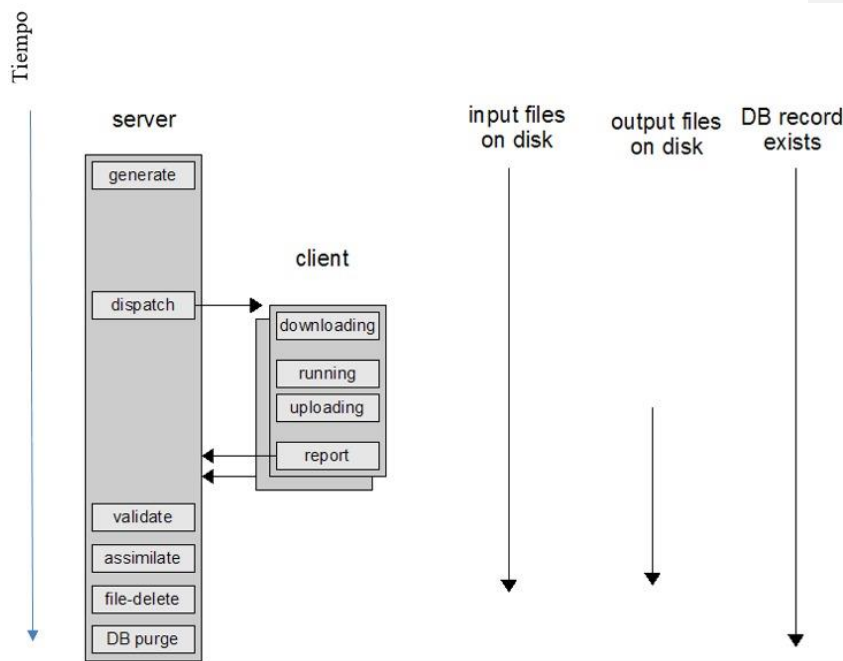 Tiempo
server
generate
dispatch
validate
assimilate
file-delete
DB purge
client
downloading
running
uploading
report
input files
on disk
output files
on disk
DB record
exists